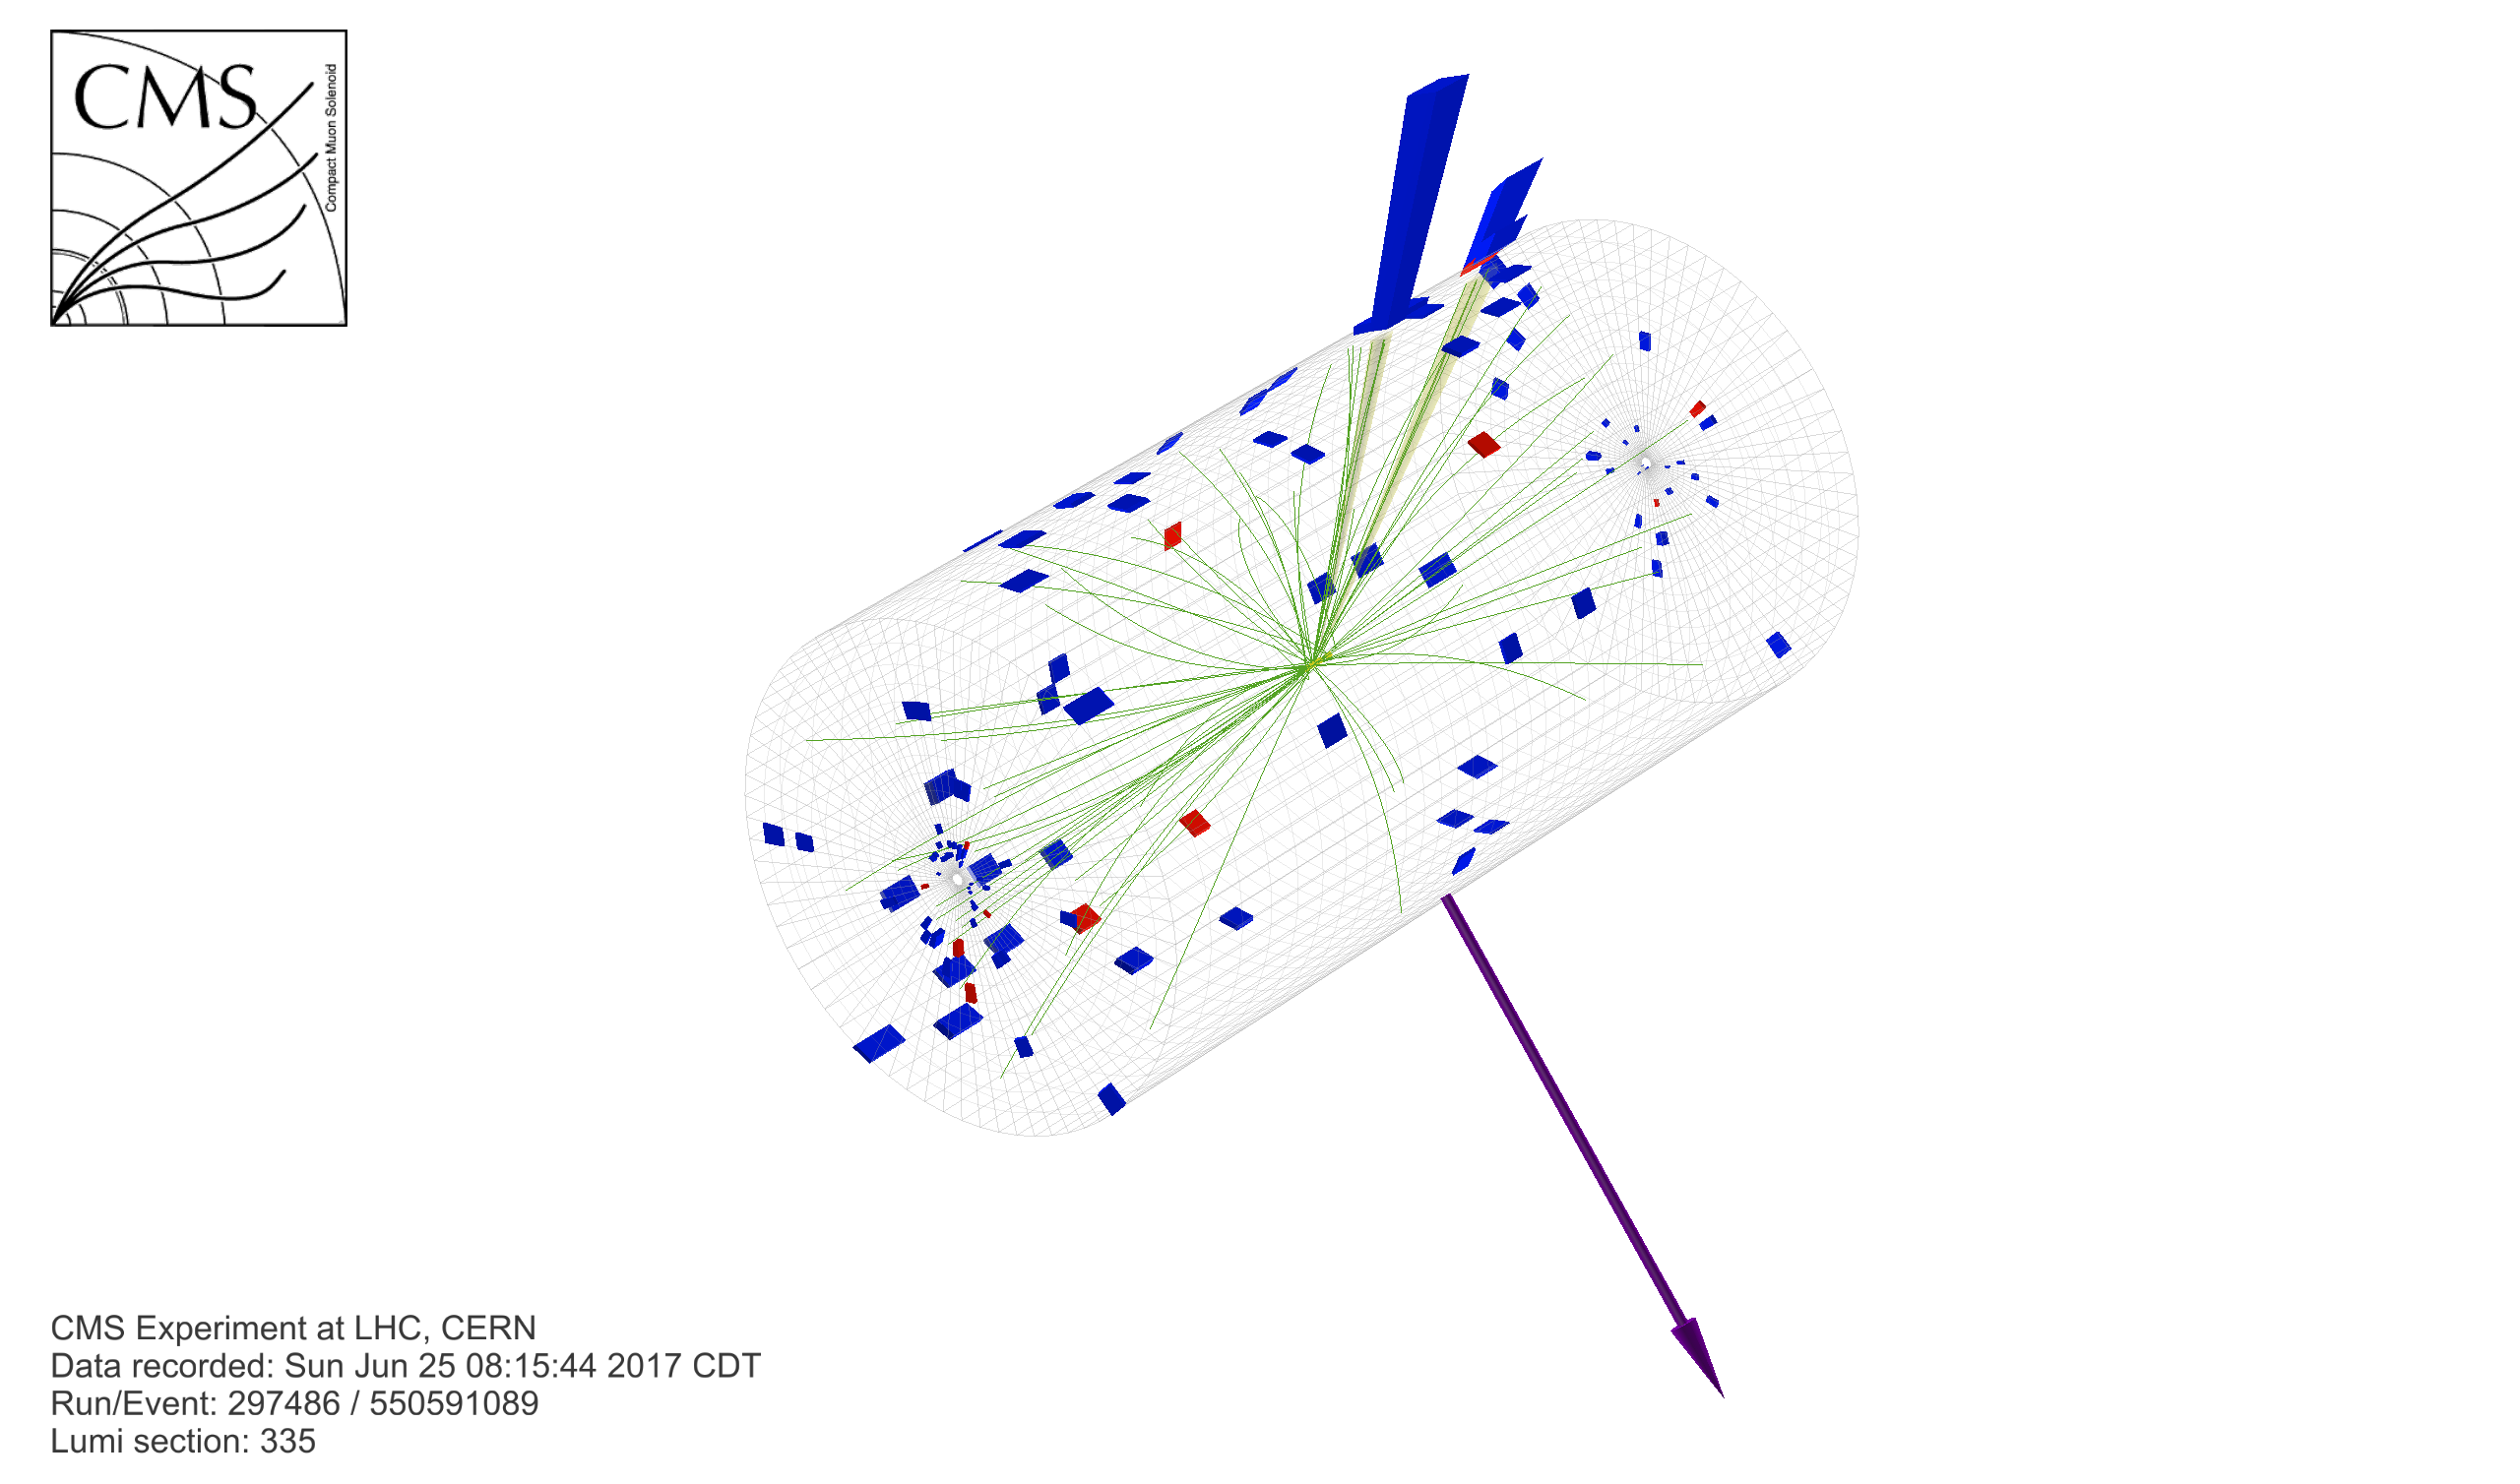 CMS
Compact Muon Solenoid
CMS Experiment at LHC, CERN
Data recorded: Sun Jun 25 08:15:44 2017 CDT
Run/Event: 297486 / 550591089
Lumi section: 335